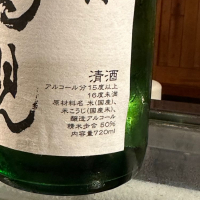 清酒
アルコール分 15度以上
16度未満
原材料名 米(国産)、
米こうじ(国産米)、
醸造アルコール
精米歩合 60%
内容量720ml